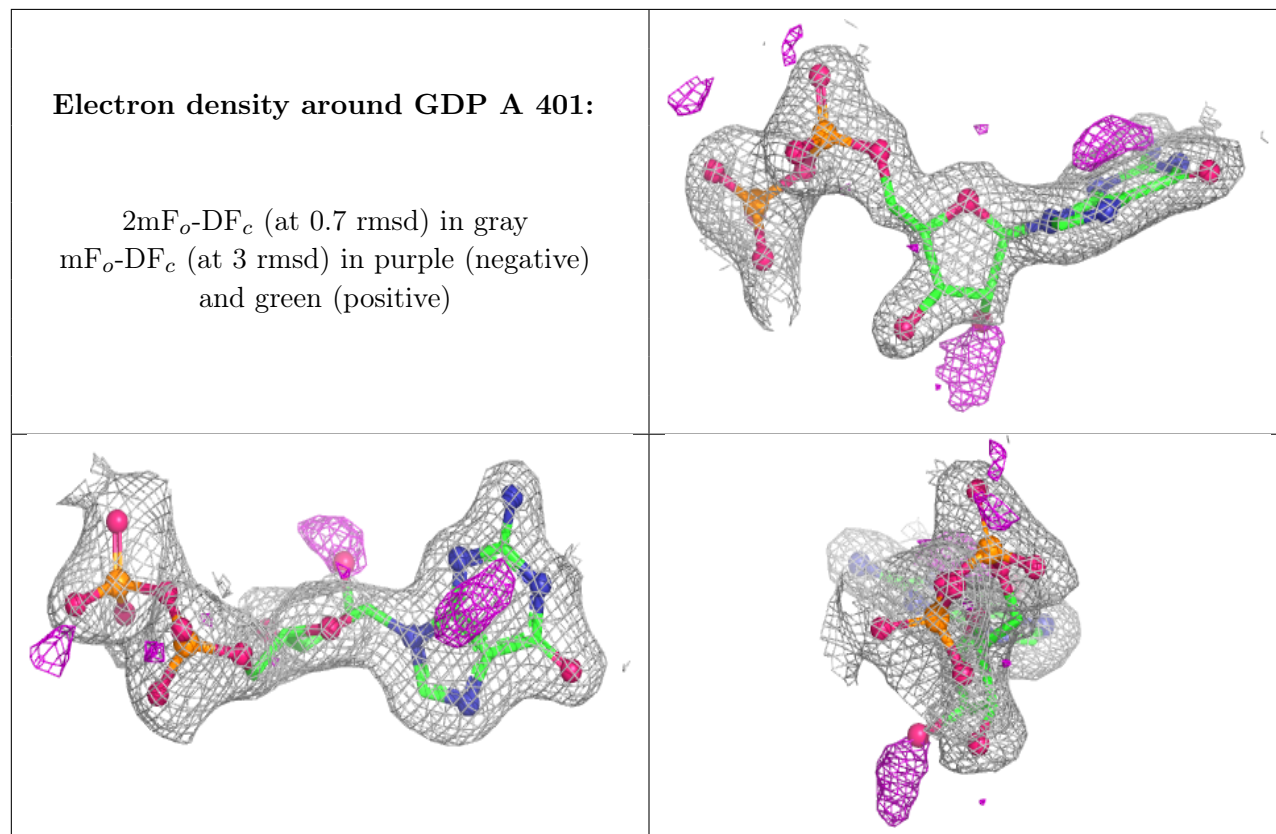 Electron density around GDP A 401:
2mFₒ-DF𝒸 (at 0.7 rmsd) in gray
mFₒ-DF𝒸 (at 3 rmsd) in purple (negative)
and green (positive)